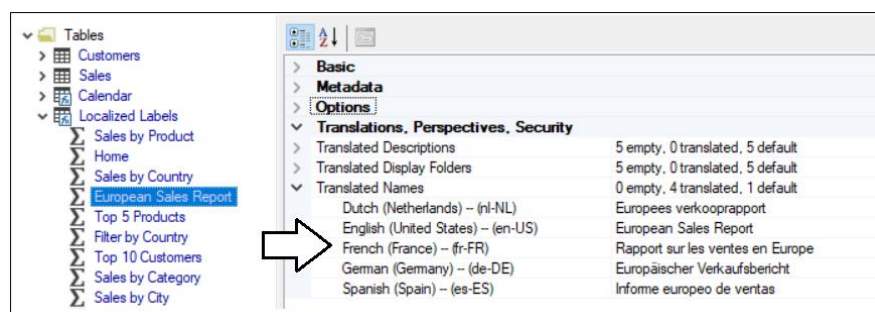 Tables
Customers
Sales
Calendar
Localized Labels
Sales by Product
Home
Sales by Country
European Sales Report
Top 5 Products
Filter by Country
Top 10 Customers
Sales by Category
Sales by City
Basic
Metadata
Options
Translations, Perspectives, Security
Translated Descriptions 5 empty, 0 translated, 5 default
Translated Display Folders 5 empty, 0 translated, 5 default
Translated Names 0 empty, 4 translated, 1 default
Dutch (Netherlands) -- (nl-NL) Europees verkooprapport
English (United States) -- (en-US) European Sales Report
French (France) -- (fr-FR) Rapport sur les ventes en Europe
German (Germany) -- (de-DE) Europäischer Verkaufsbericht
Spanish (Spain) -- (es-ES) Informe europeo de ventas